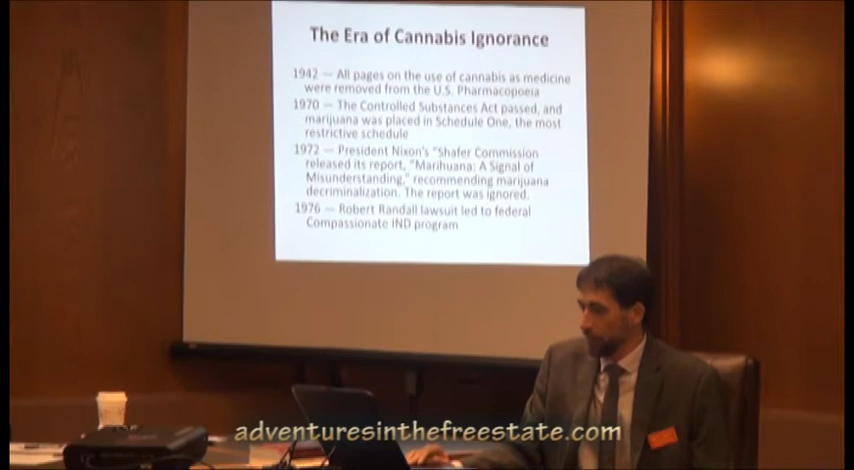 The Era of Cannabis Ignorance
1942 — All pages on the use of cannabis as medicine
were removed from the U.S. Pharmacopoeia
1970 — The Controlled Substances Act passed, and
marijuana was placed in Schedule One, the most
restrictive schedule
1972 — President Nixon's "Shafer Commission
released its report, "Marihuana: A Signal of
Misunderstanding," recommending marijuana
decriminalization. The report was ignored.
1976 — Robert Randall lawsuit led to federal
Compassionate IND program
adventuresinthefreestate.com